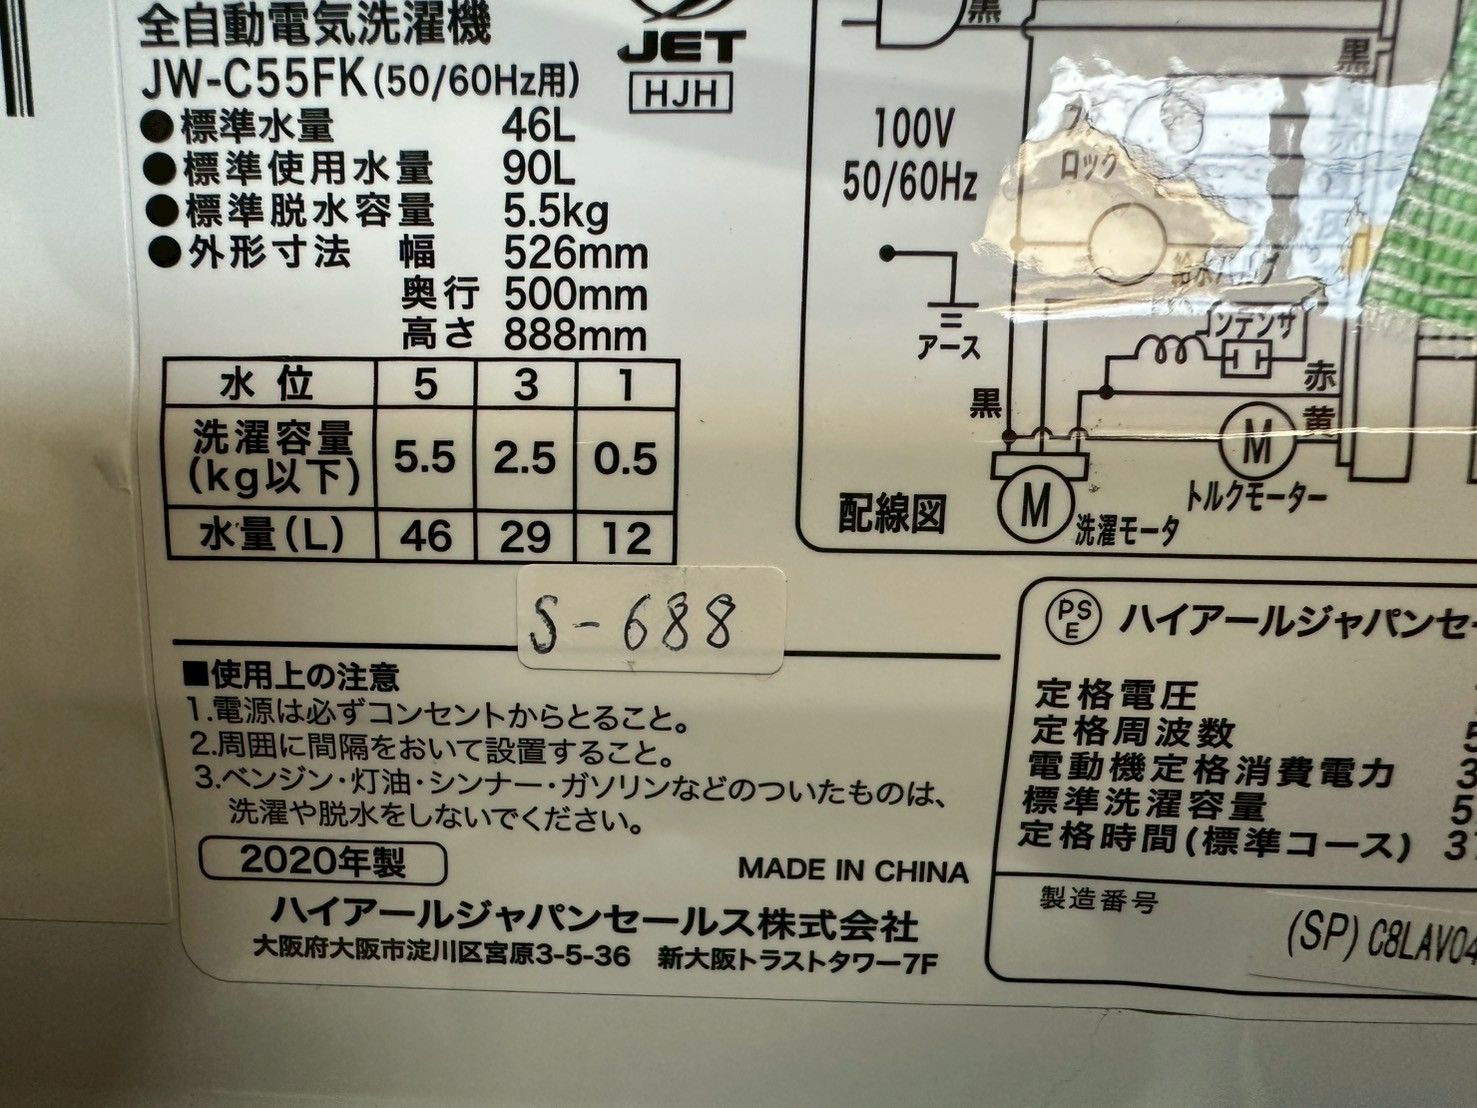 全自動電気洗濯機
JW-C55FK(50/60Hz用)
●標準水量 46L
●標準使用水量 90L
●標準脱水容量 5.5kg
●外形寸法 幅 526mm
奥行 500mm
高さ 888mm
JET
HJH
水位 5 3 1
洗濯容量(kg以下) 5.5 2.5 0.5
水量(L) 46 29 12
S-688
■使用上の注意
1.電源は必ずコンセントからとること。
2.周囲に間隔をおいて設置すること。
3.ベンジン・灯油・シンナー・ガソリンなどのついたものは、
洗濯や脱水をしないでください。
2020年製
MADE IN CHINA
ハイアールジャパンセールス株式会社
大阪府大阪市淀川区宮原3-5-36 新大阪トラストタワー7F
黒
黒
100V
50/60Hz
ロック
給水バルブ
アース
赤
黒
黄
M
トルクモーター
M
洗濯モータ
配線図
PSE
ハイアールジャパンセー
定格電圧
定格周波数 5
電動機定格消費電力 3
標準洗濯容量 5
定格時間(標準コース) 3
製造番号
(SP) C8LAV04